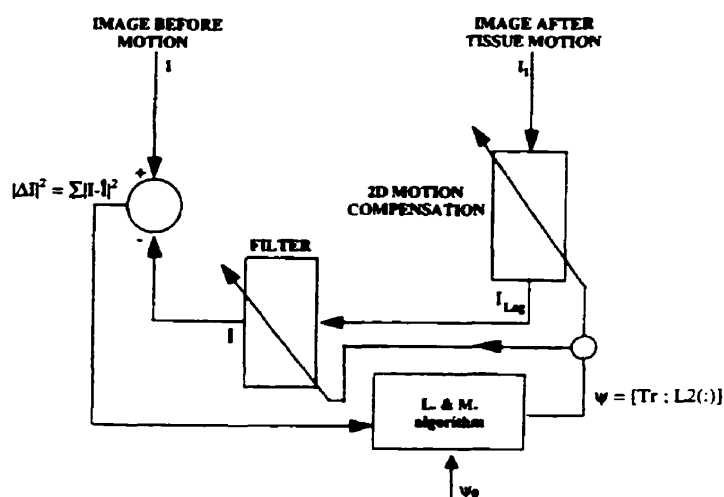 IMAGE BEFORE
MOTION
I
IMAGE AFTER
TISSUE MOTION
I₁
+
|ΔI|² = ∑|I-Î|²
-
2D MOTION
COMPENSATION
FILTER
I Lag
Î
L. & M.
algorithm
ψ = {Tr ; L2(:)}
ψ₀